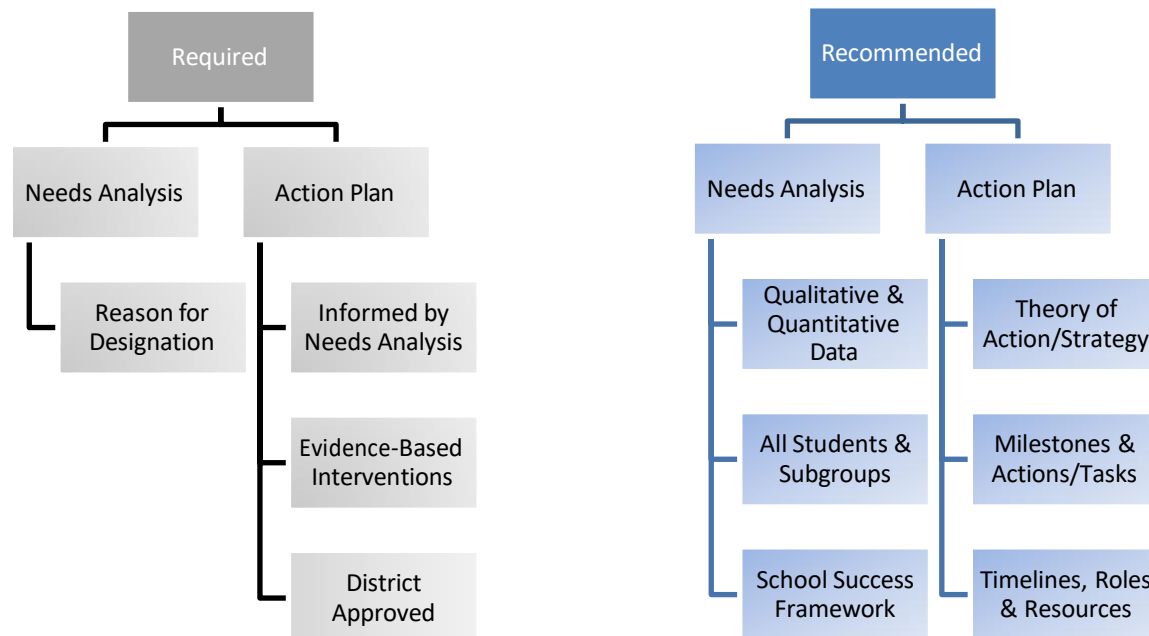 Required
Needs Analysis
Action Plan
Reason for
Designation
Informed by
Needs Analysis
Evidence-Based
Interventions
District
Approved
Recommended
Needs Analysis
Action Plan
Qualitative &
Quantitative
Data
All Students &
Subgroups
School Success
Framework
Theory of
Action/Strategy
Milestones &
Actions/Tasks
Timelines, Roles
& Resources